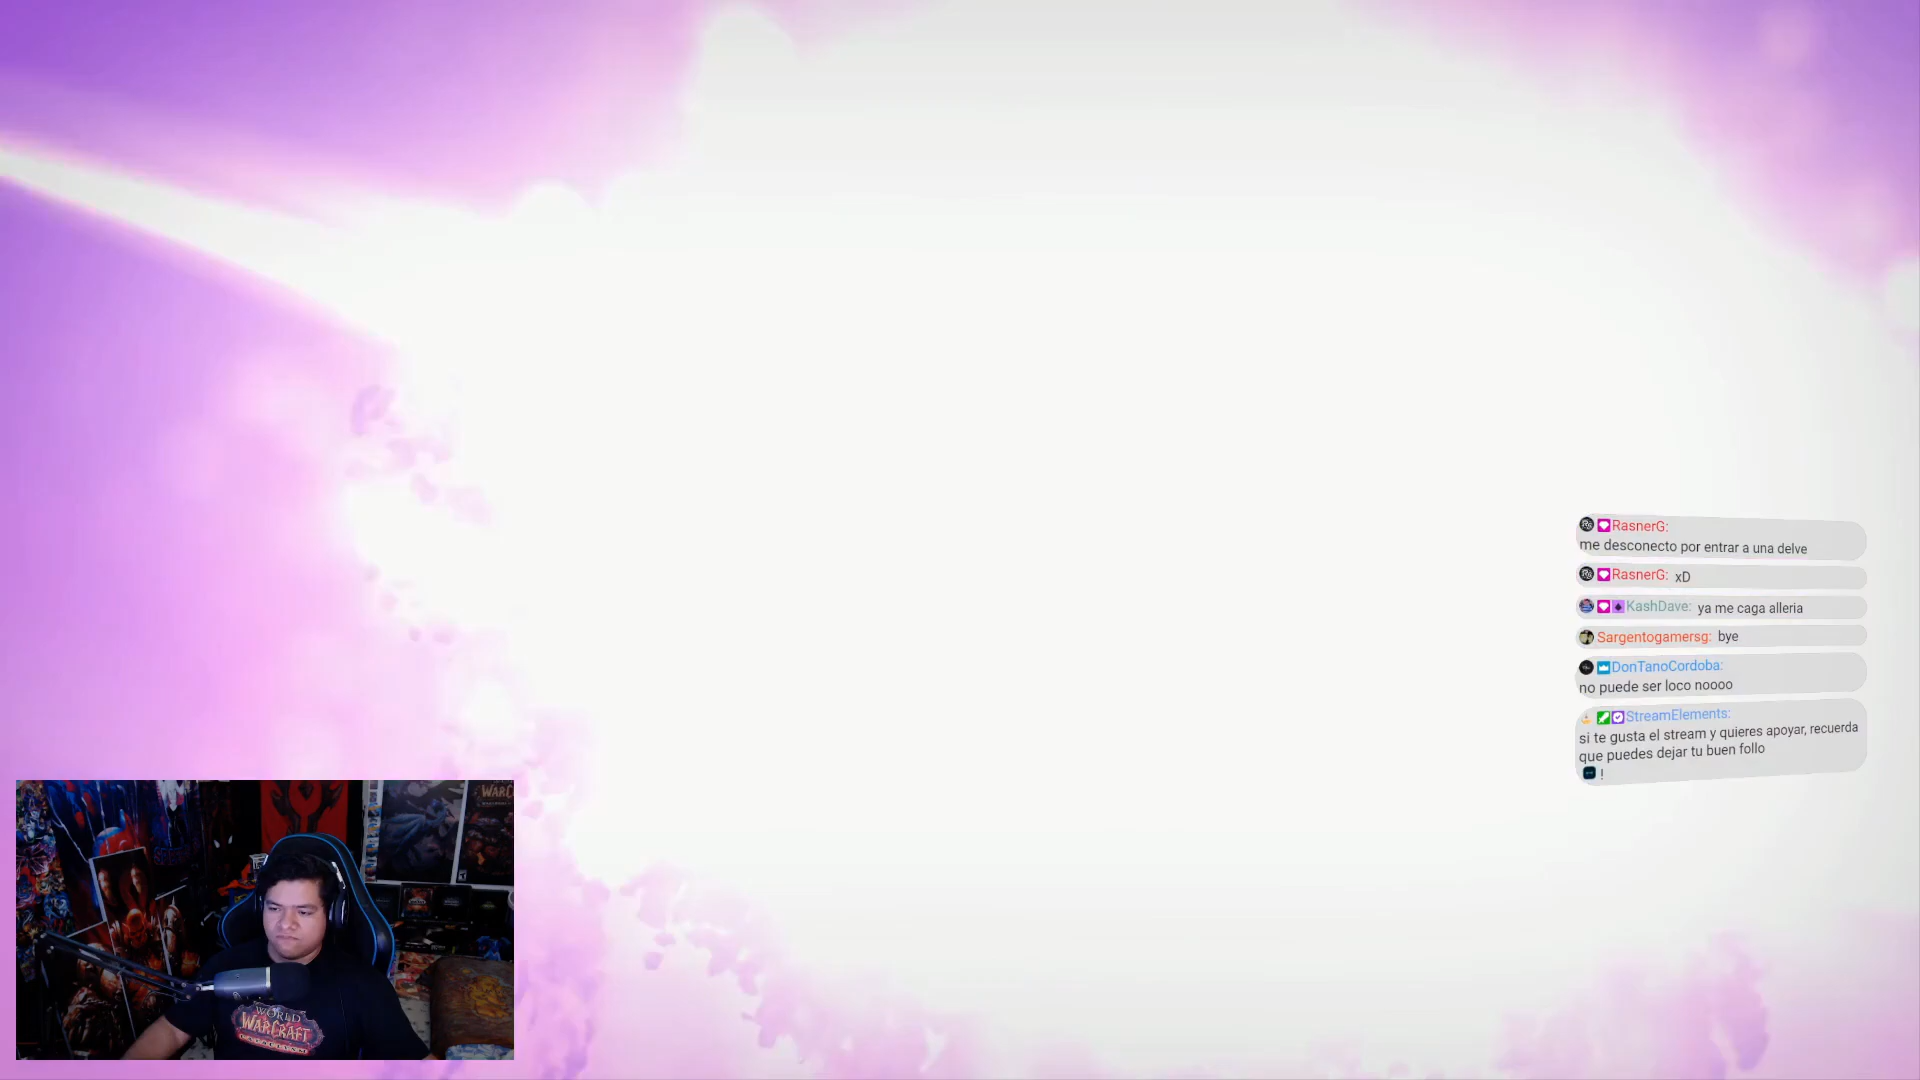 RasnerG:
me desconecto por entrar a una delve
RasnerG: xD
KashDave: ya me caga alleria
Sargentogamersg: bye
DonTanoCordoba:
no puede ser loco noooo
StreamElements:
si te gusta el stream y quieres apoyar, recuerda
que puedes dejar tu buen follo
!
WORLD
WARCRAFT